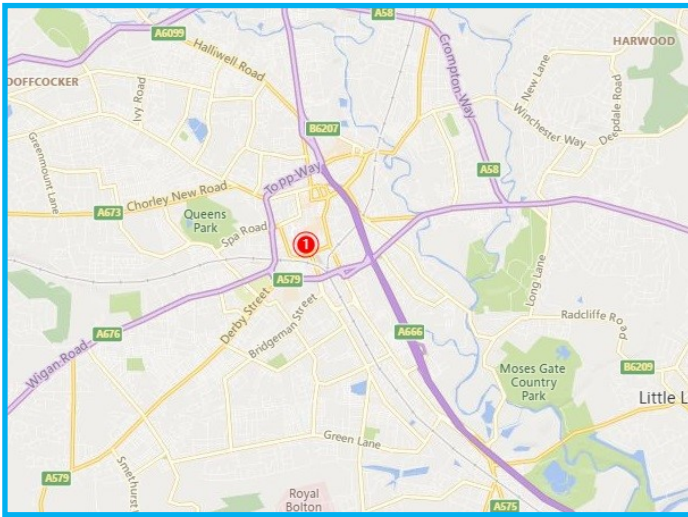 A58
A6099
Halliwell Road
Crompton Way
HARWOOD
DOFFCOCKER
Ivy Road
New Lane
Deepdale Road
Winchester Way
B6207
Greenmount Lane
Topp Way
A58
Chorley New Road
A673
Queens
Park
Spa Road
1
A579
Long Lane
Derby Street
Bridgeman Street
Radcliffe Road
A676
A666
Wigan Road
Moses Gate
Country
Park
B6209
Little L
Green Lane
A579
Smethurst
Royal
Bolton
A575